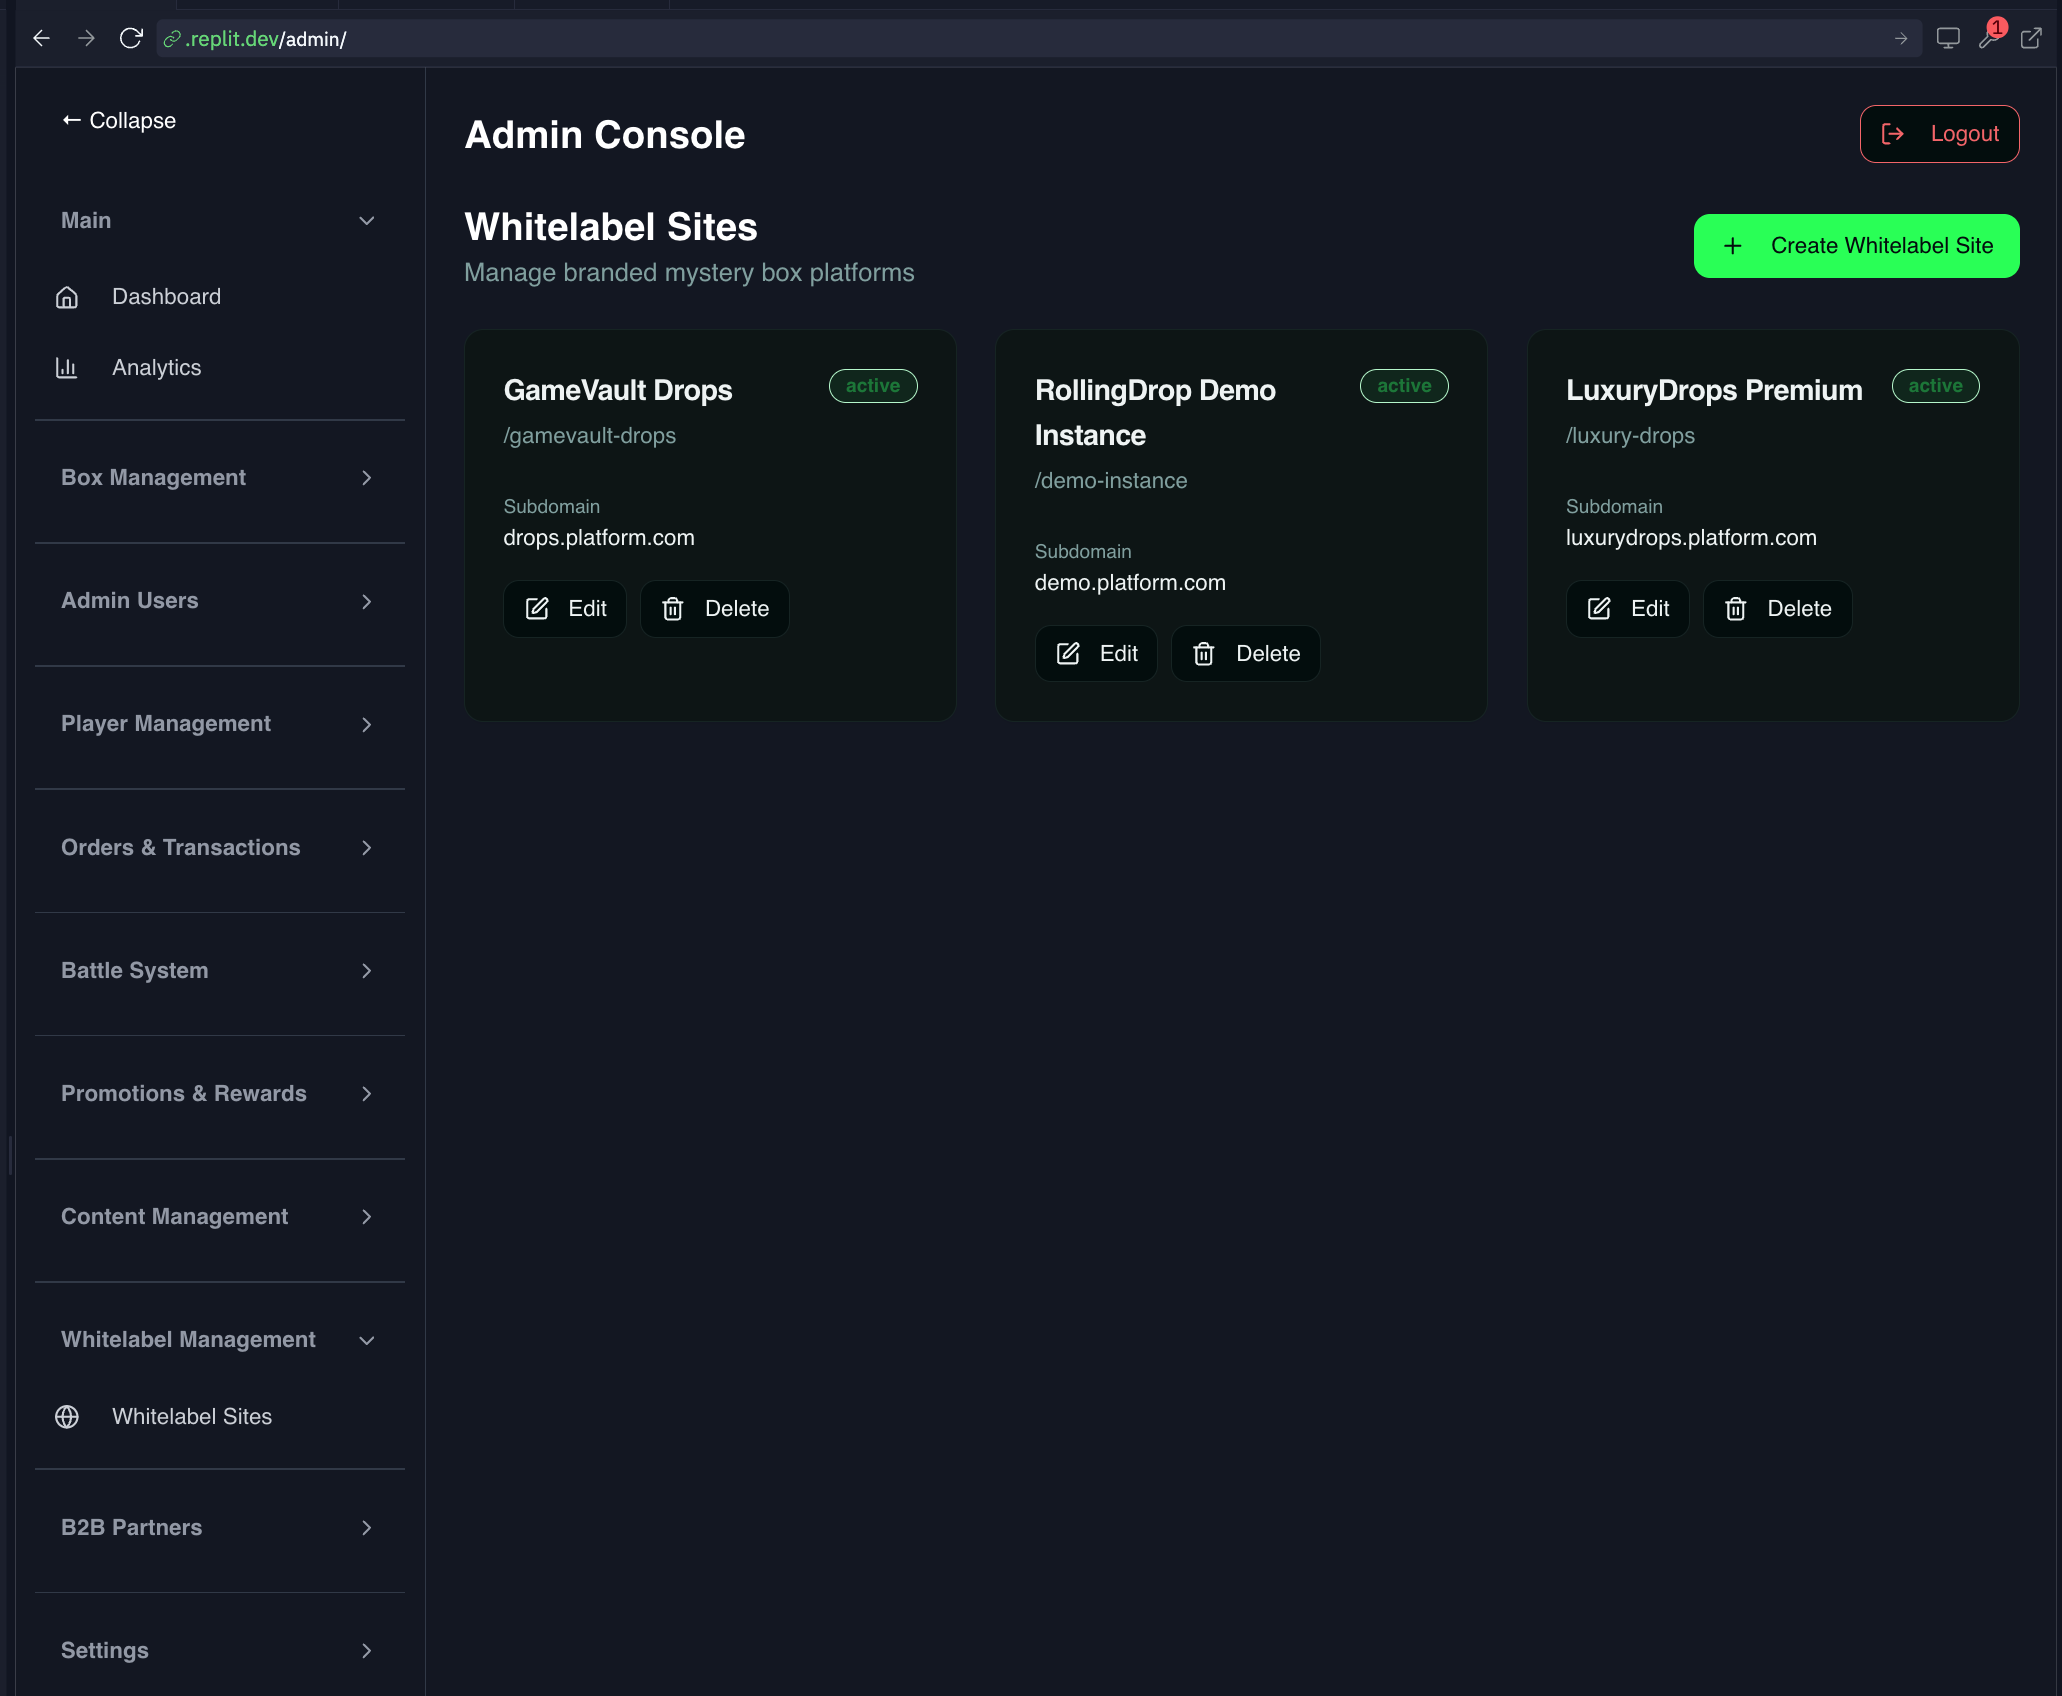 .replit.dev/admin/
1
← Collapse
Main
Dashboard
Analytics
Box Management
Admin Users
Player Management
Orders & Transactions
Battle System
Promotions & Rewards
Content Management
Whitelabel Management
Whitelabel Sites
B2B Partners
Settings
Admin Console
Logout
Whitelabel Sites
Manage branded mystery box platforms
+ Create Whitelabel Site
GameVault Drops
active
/gamevault-drops
Subdomain
drops.platform.com
Edit
Delete
RollingDrop Demo
Instance
active
/demo-instance
Subdomain
demo.platform.com
Edit
Delete
LuxuryDrops Premium
active
/luxury-drops
Subdomain
luxurydrops.platform.com
Edit
Delete